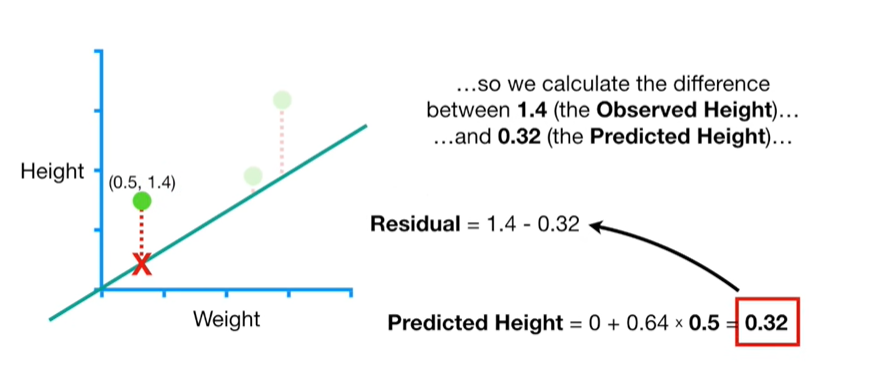 …so we calculate the difference
between 1.4 (the Observed Height)…
…and 0.32 (the Predicted Height)…
Height
(0.5, 1.4)
Residual = 1.4 - 0.32
X
Weight
Predicted Height = 0 + 0.64 × 0.5 = 0.32